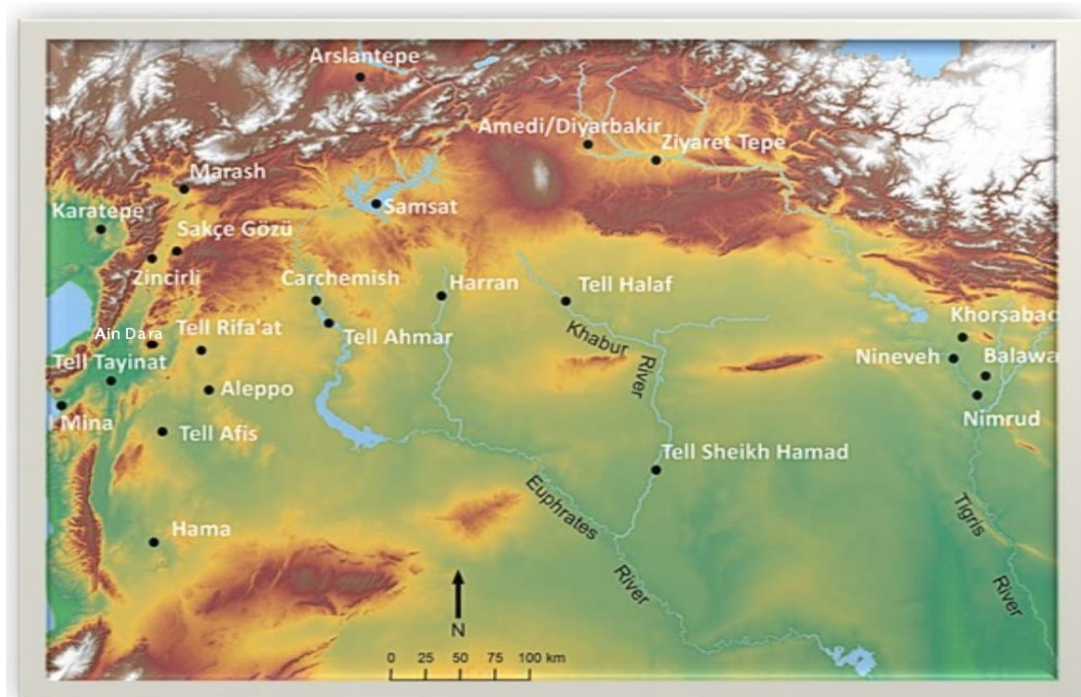 Arslantepe
Amedi/Diyarbakir
Ziyaret Tepe
Marash
Samsat
Karatepe
Sakçe Gözü
Zincirli
Carchemish
Harran
Tell Halaf
Khabur
River
Ain Dara
Tell Rifa'at
Tell Ahmar
Khorsabad
Nineveh
Balawa
Tell Tayinat
Aleppo
Nimrud
l Mina
Tell Afis
Tell Sheikh Hamad
Euphrates
River
Tigris
River
Hama
N
0 25 50 75 100 km